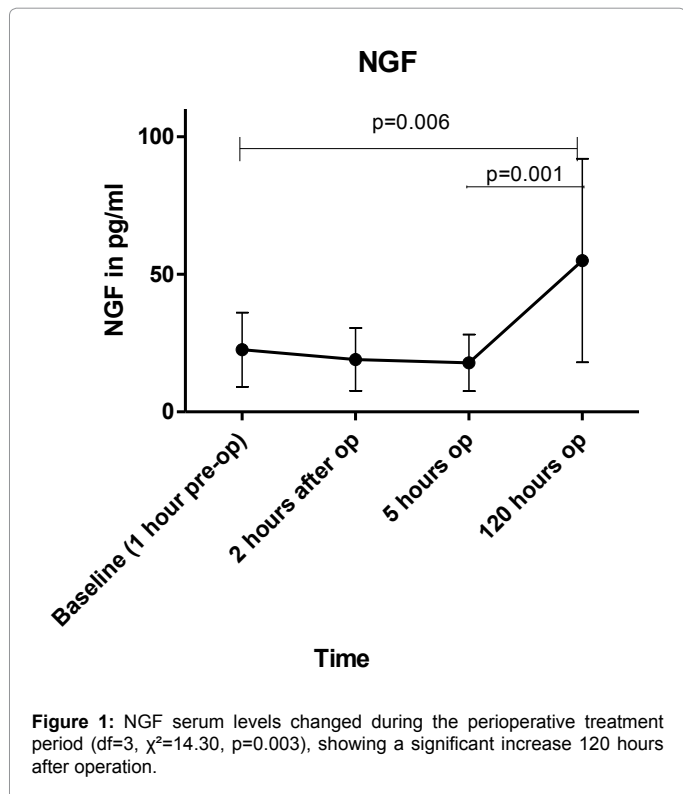 NGF
p=0.006
p=0.001
100
50
0
NGF in pg/ml
Baseline (1 hour pre-op)
2 hours after op
5 hours op
120 hours op
Time
Figure 1: NGF serum levels changed during the perioperative treatment
period (df=3, χ²=14.30, p=0.003), showing a significant increase 120 hours
after operation.